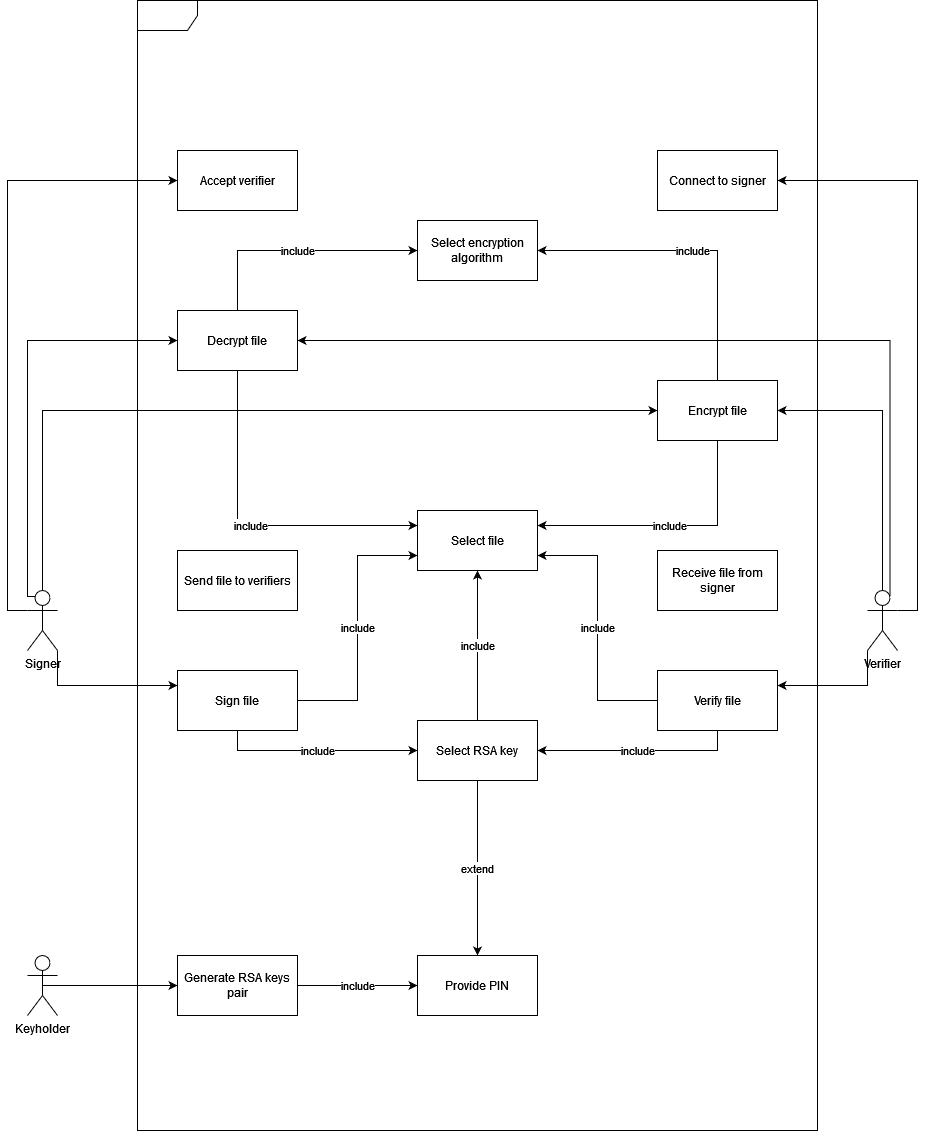 Accept verifier
Connect to signer
Select encryption
algorithm
include
include
Decrypt file
Encrypt file
include
include
Select file
Send file to verifiers
Receive file from
signer
include
include
include
Signer
Verifier
Sign file
Verify file
include
include
Select RSA key
extend
Generate RSA keys
pair
include
Provide PIN
Keyholder